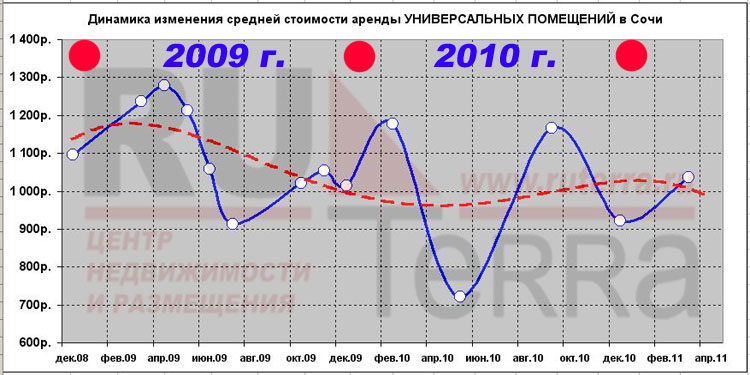 Динамика изменения средней стоимости аренды УНИВЕРСАЛЬНЫХ ПОМЕЩЕНИЙ в Сочи
2009 г.
2010 г.
1 400р.
1 300р.
1 200р.
1 100р.
1 000р.
900р.
800р.
700р.
600р.
RU
Terra
www.ruterra.ru
ЦЕНТР
НЕДВИЖИМОСТИ
И РАЗМЕЩЕНИЯ
дек.08 фев.09 апр.09 июн.09 авг.09 окт.09 дек.09 фев.10 апр.10 июн.10 авг.10 окт.10 дек.10 фев.11 апр.11